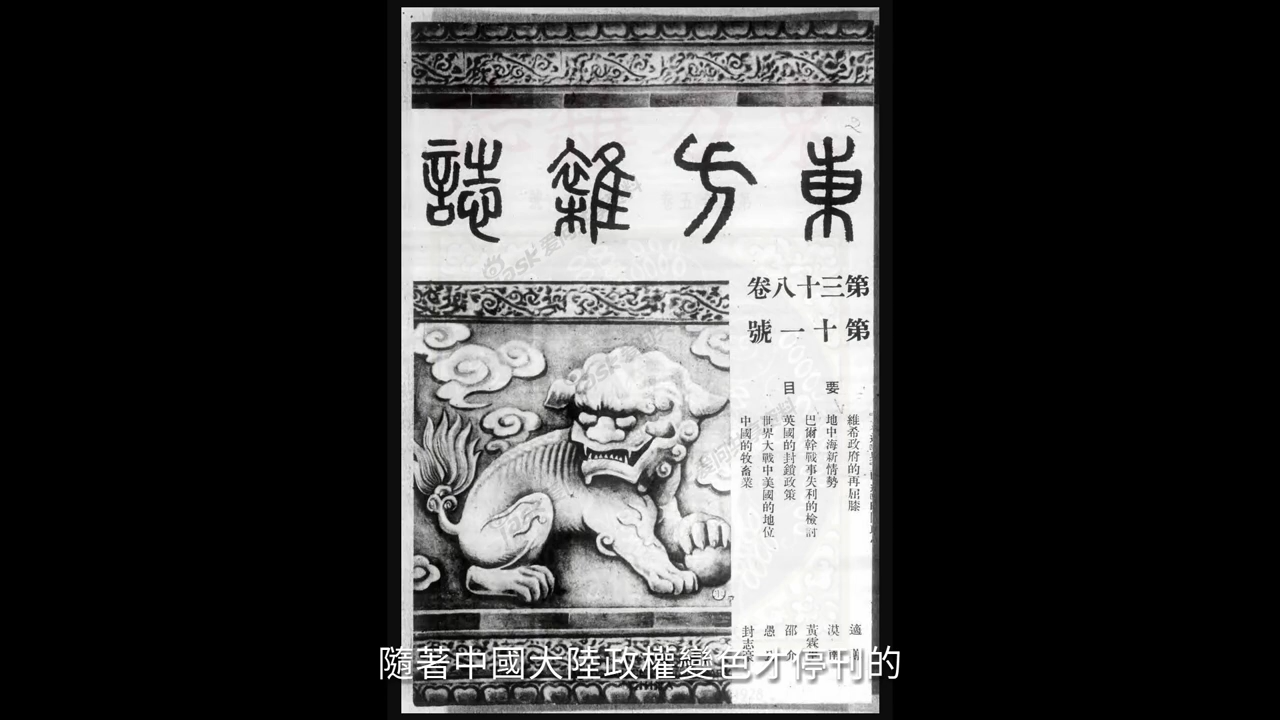 東方雜誌
第三十八卷
第十一號
要目
維希政府的再屈膝
地中海新情勢
巴爾幹戰事失利的檢討
英國的封鎖政策
世界大戰中美國的地位
中國的牧畜業
封志豪
隨著中國大陸政權變色才停刊的